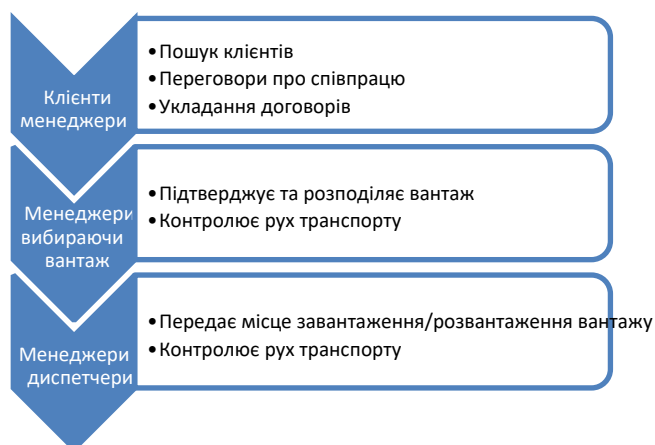 Клієнти
менеджери
•Пошук клієнтів
•Переговори про співпрацю
•Укладання договорів
Менеджери
вибираючи
вантаж
•Підтверджує та розподіляє вантаж
•Контролює рух транспорту
Менеджери
диспетчери
•Передає місце завантаження/розвантаження вантажу
•Контролює рух транспорту